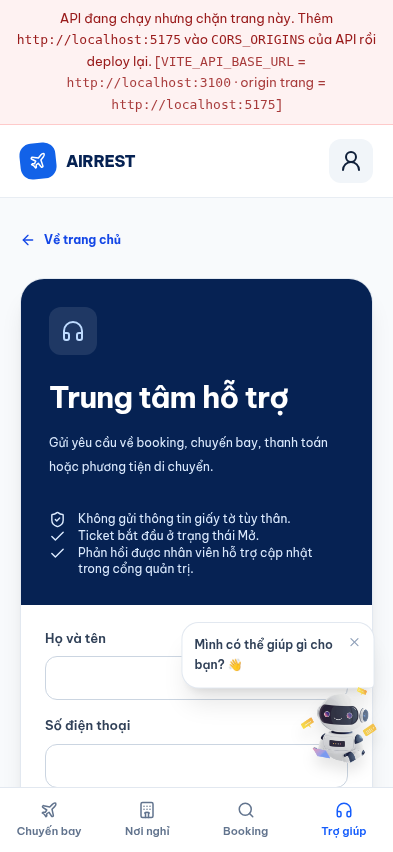 API đang chạy nhưng chặn trang này. Thêm
http://localhost:5175 vào CORS_ORIGINS của API rồi
deploy lại. [VITE_API_BASE_URL =
http://localhost:3100 · origin trang =
http://localhost:5175]
AIRREST
Về trang chủ
Trung tâm hỗ trợ
Gửi yêu cầu về booking, chuyến bay, thanh toán
hoặc phương tiện di chuyển.
Không gửi thông tin giấy tờ tùy thân.
Ticket bắt đầu ở trạng thái Mở.
Phản hồi được nhân viên hỗ trợ cập nhật
trong cổng quản trị.
Họ và tên
Mình có thể giúp gì cho
bạn? 👋
Số điện thoại
Chuyến bay
Nơi nghỉ
Booking
Trợ giúp